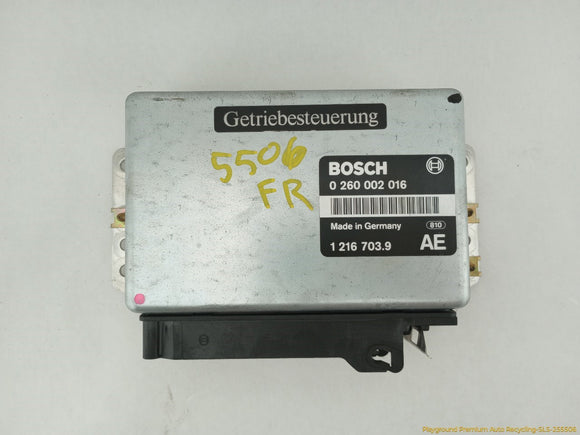 Getriebesteuerung
5506
FR
BOSCH
0 260 002 016
Made in Germany 810
1 216 703.9 AE
Playground Premium Auto Recycling-SLS-255506